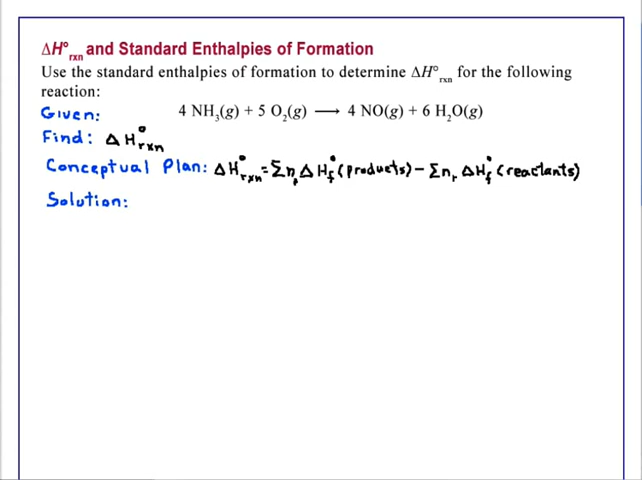 ΔH°rxn and Standard Enthalpies of Formation
Use the standard enthalpies of formation to determine ΔH°rxn for the following
reaction:
Given: 4 NH₃(g) + 5 O₂(g) ⟶ 4 NO(g) + 6 H₂O(g)
Find: ΔH°rxn
Conceptual Plan: ΔH°rxn = Σnₚ ΔH°f (products) − Σnᵣ ΔH°f (reactants)
Solution: